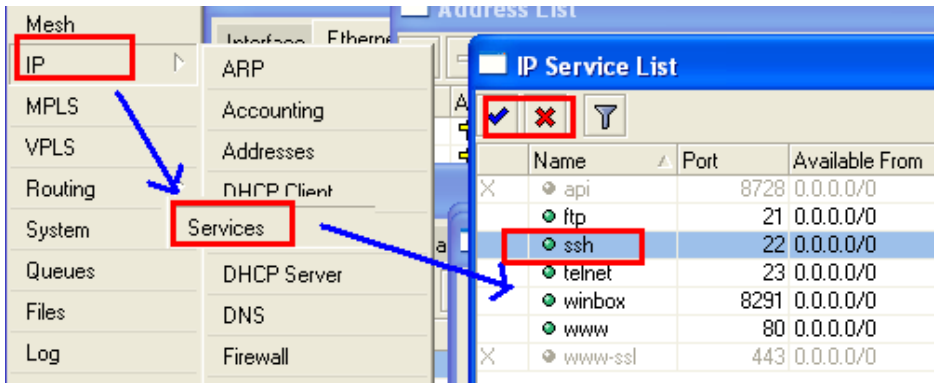 Address List
Mesh
IP
MPLS
VPLS
Routing
System
Queues
Files
Log
Interface Etherne
ARP
Accounting
Addresses
DHCP Client
Services
DHCP Server
DNS
Firewall
IP Service List
Name Port Available From
X api 8728 0.0.0.0/0
ftp 21 0.0.0.0/0
ssh 22 0.0.0.0/0
telnet 23 0.0.0.0/0
winbox 8291 0.0.0.0/0
www 80 0.0.0.0/0
X www-ssl 443 0.0.0.0/0